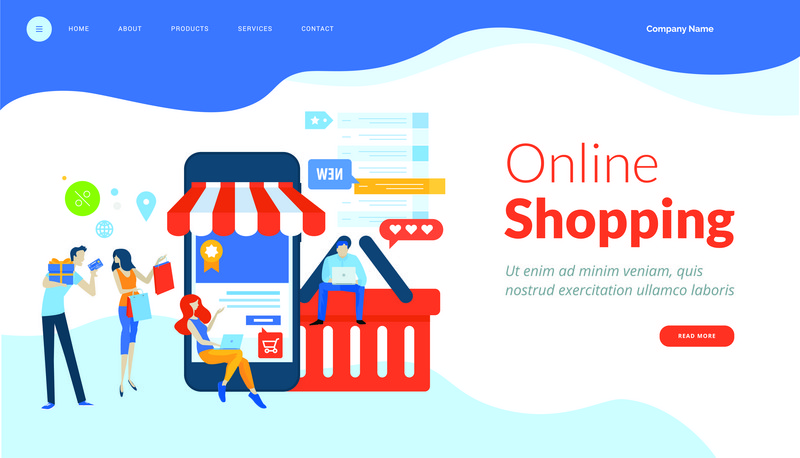 HOME
ABOUT
PRODUCTS
SERVICES
CONTACT
Company Name
NEW
Online
Shopping
Ut enim ad minim veniam, quis
nostrud exercitation ullamco laboris
READ MORE